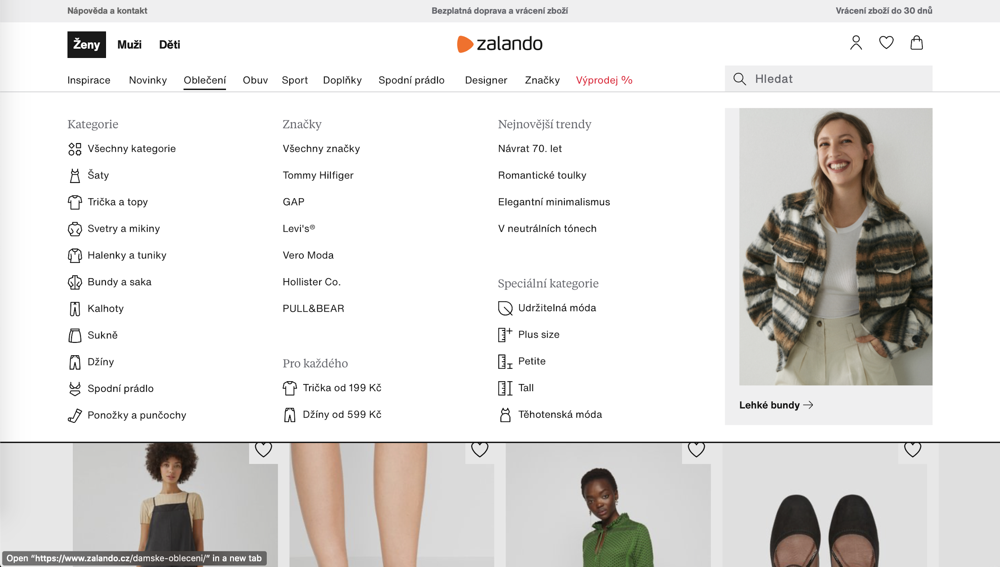 Nápověda a kontakt
Bezplatná doprava a vrácení zboží
Vrácení zboží do 30 dnů
Ženy
Muži
Děti
zalando
Inspirace
Novinky
Oblečení
Obuv
Sport
Doplňky
Spodní prádlo
Designer
Značky
Výprodej %
Hledat
Kategorie
Všechny kategorie
Šaty
Trička a topy
Svetry a mikiny
Halenky a tuniky
Bundy a saka
Kalhoty
Sukně
Džíny
Spodní prádlo
Ponožky a punčochy
Značky
Všechny značky
Tommy Hilfiger
GAP
Levi's®
Vero Moda
Hollister Co.
PULL&BEAR
Pro každého
Trička od 199 Kč
Džíny od 599 Kč
Nejnovější trendy
Návrat 70. let
Romantické toulky
Elegantní minimalismus
V neutrálních tónech
Speciální kategorie
Udržitelná móda
Plus size
Petite
Tall
Těhotenská móda
Lehké bundy
Open “https://www.zalando.cz/damske-obleceni/” in a new tab